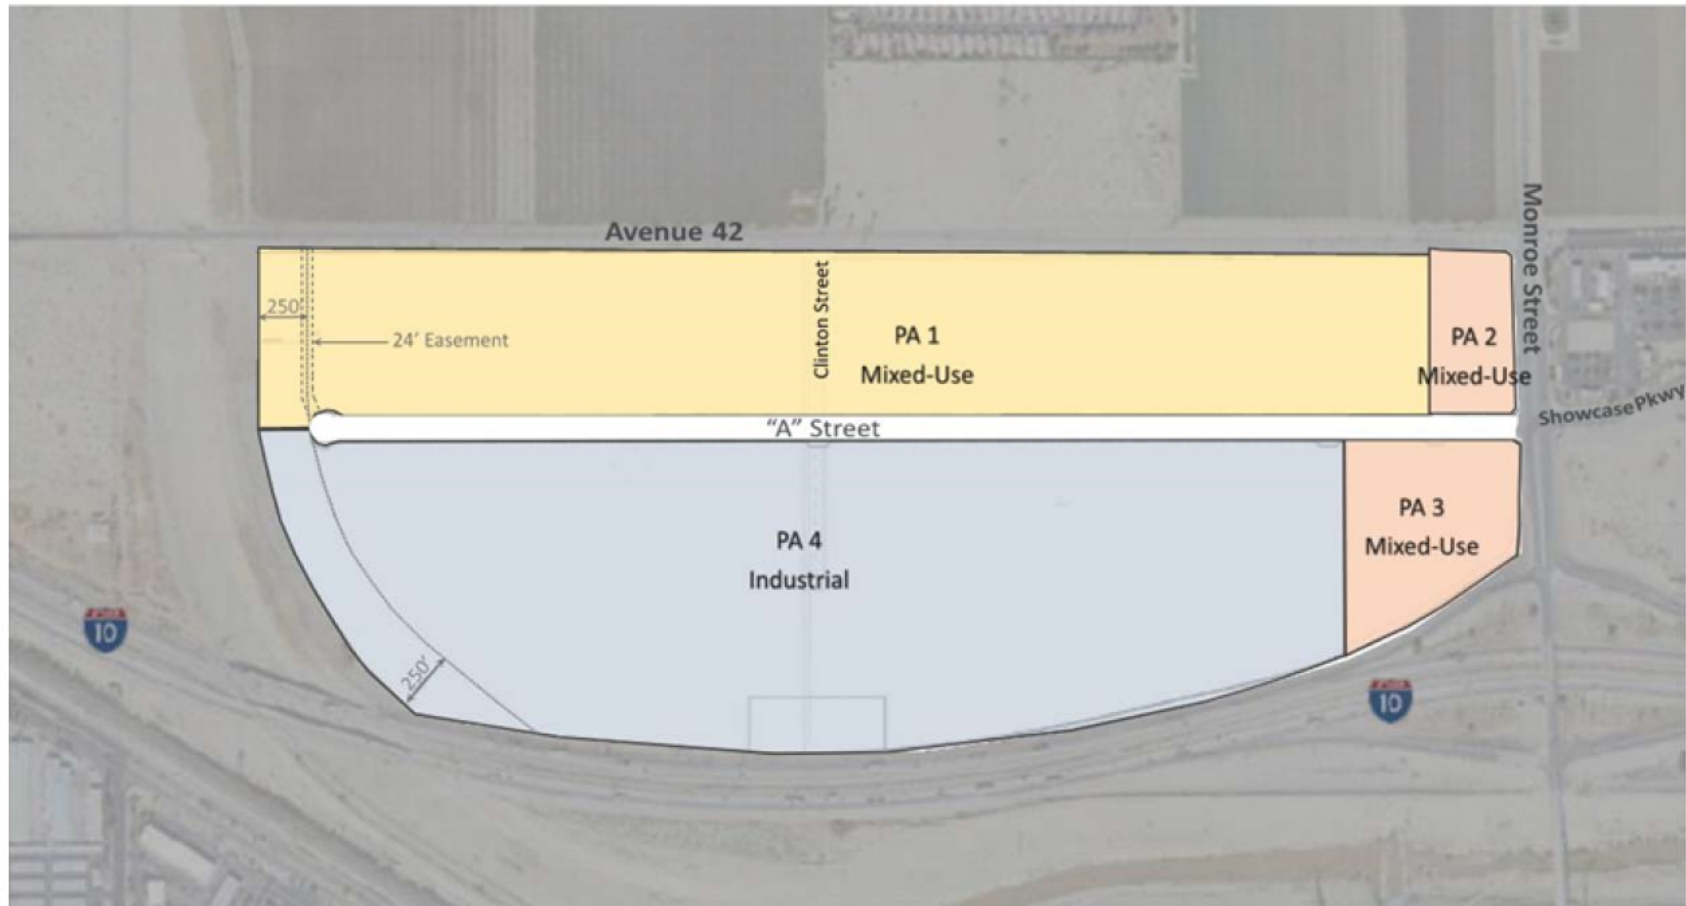 Avenue 42
Monroe Street
Clinton Street
250'
24' Easement
PA 1
Mixed-Use
PA 2
Mixed-Use
Showcase Pkwy
"A" Street
PA 3
Mixed-Use
PA 4
Industrial
10
250'
10